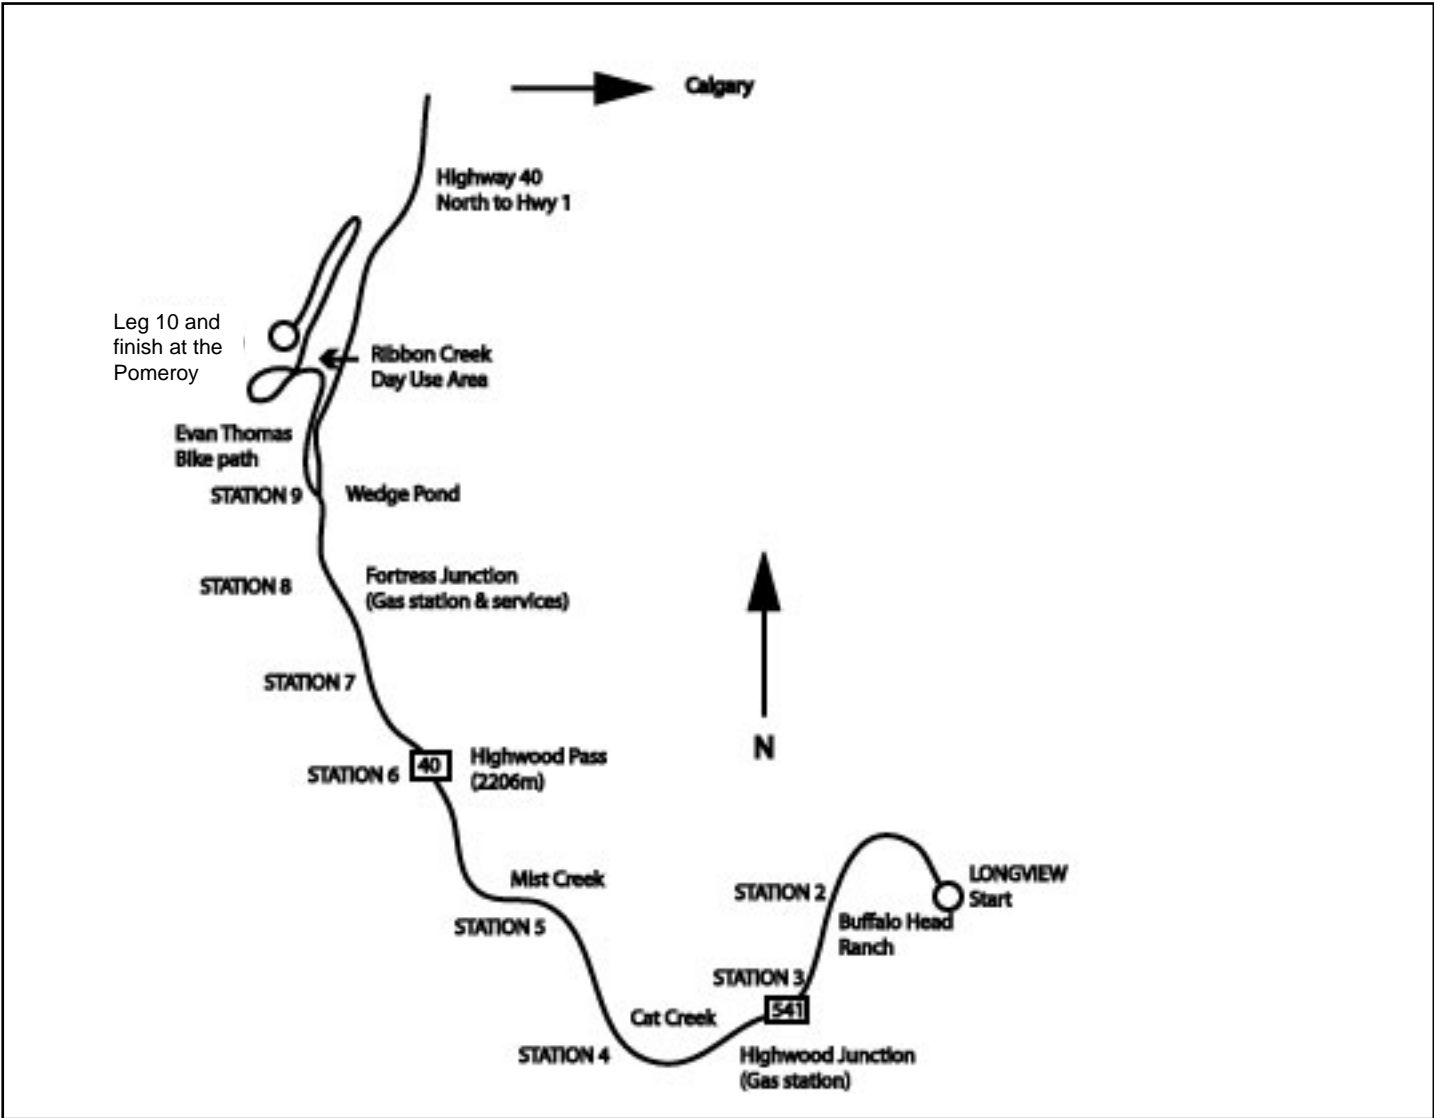 Calgary
Highway 40
North to Hwy 1
Leg 10 and
finish at the
Pomeroy
Ribbon Creek
Day Use Area
Evan Thomas
Bike path
STATION 9
Wedge Pond
STATION 8
Fortress Junction
(Gas station & services)
STATION 7
N
STATION 6
40
Highwood Pass
(2206m)
Mist Creek
STATION 5
STATION 2
LONGVIEW
Start
Buffalo Head
Ranch
STATION 3
541
Cat Creek
STATION 4
Highwood Junction
(Gas station)